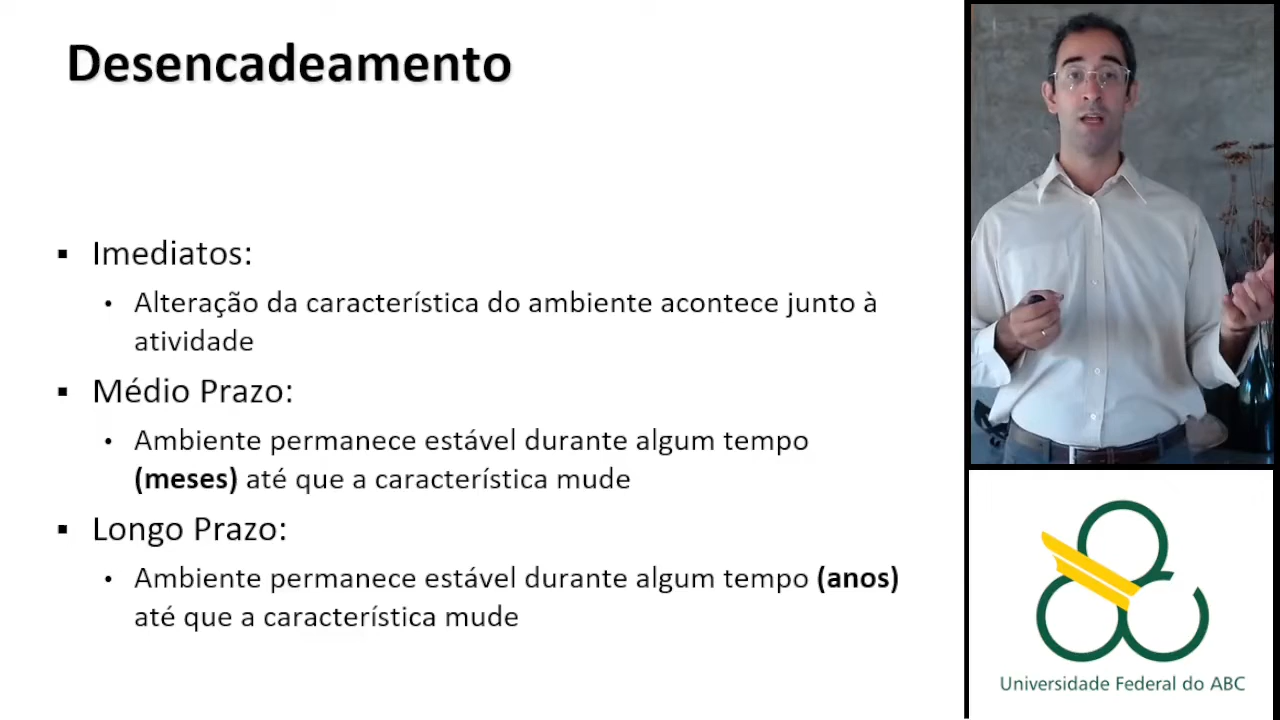 Desencadeamento
▪ Imediatos:
• Alteração da característica do ambiente acontece junto à
atividade
▪ Médio Prazo:
• Ambiente permanece estável durante algum tempo
(meses) até que a característica mude
▪ Longo Prazo:
• Ambiente permanece estável durante algum tempo (anos)
até que a característica mude
Universidade Federal do ABC